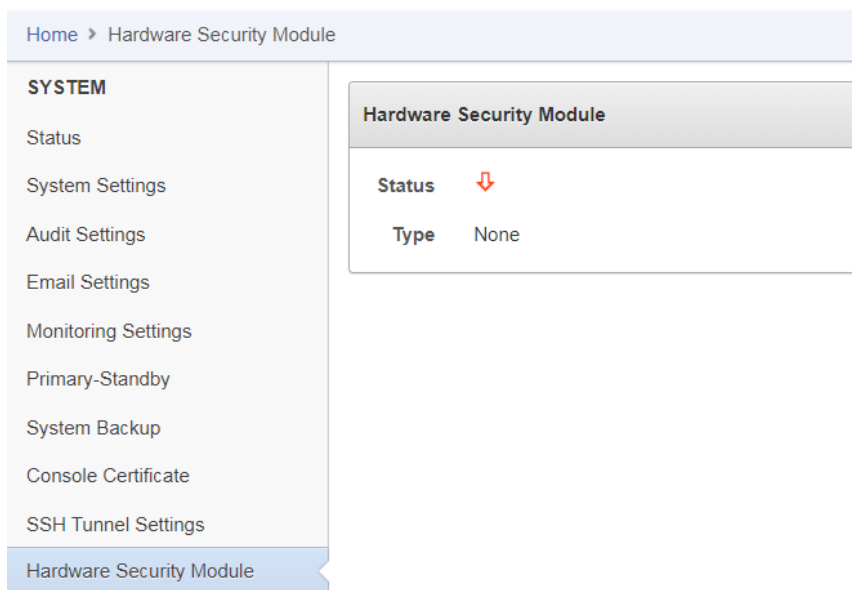 Home > Hardware Security Module
SYSTEM
Status
System Settings
Audit Settings
Email Settings
Monitoring Settings
Primary-Standby
System Backup
Console Certificate
SSH Tunnel Settings
Hardware Security Module
Hardware Security Module
Status
Type None